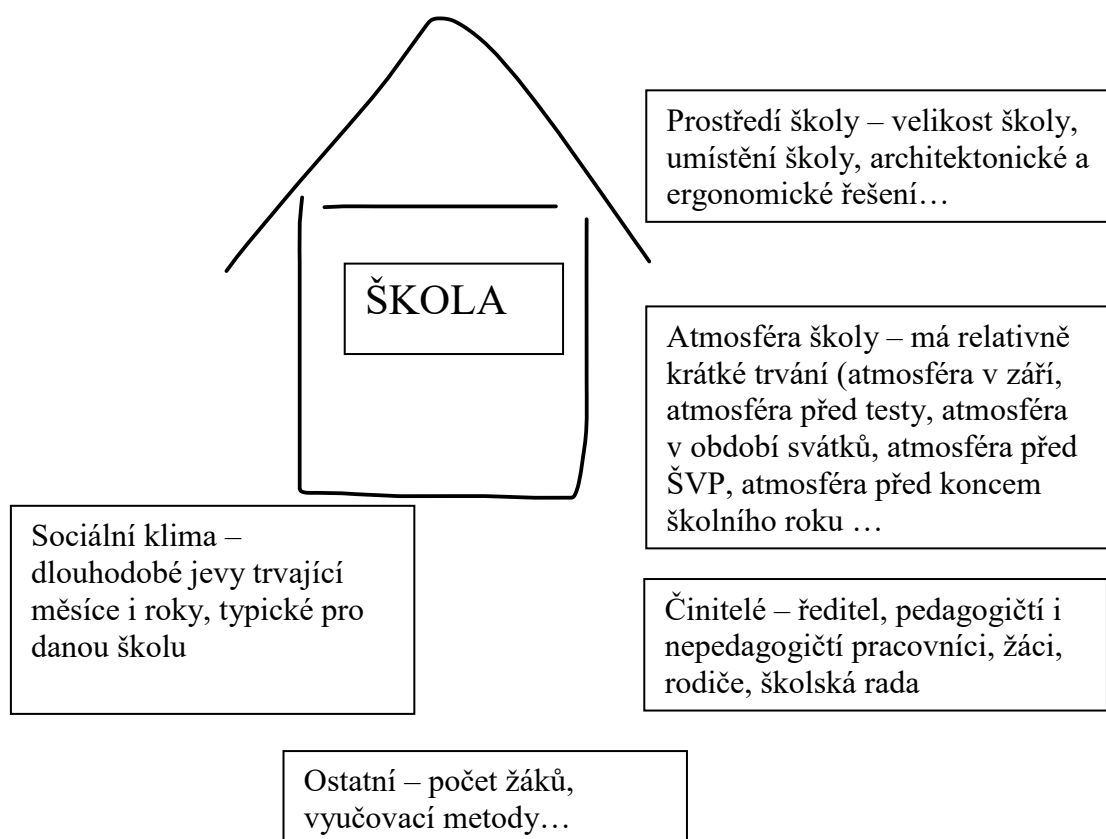 Prostředí školy – velikost školy,
umístění školy, architektonické a
ergonomické řešení…
ŠKOLA
Atmosféra školy – má relativně
krátké trvání (atmosféra v září,
atmosféra před testy, atmosféra
v období svátků, atmosféra před
ŠVP, atmosféra před koncem
školního roku …
Sociální klima –
dlouhodobé jevy trvající
měsíce i roky, typické pro
danou školu
Činitelé – ředitel, pedagogičtí i
nepedagogičtí pracovníci, žáci,
rodiče, školská rada
Ostatní – počet žáků,
vyučovací metody…